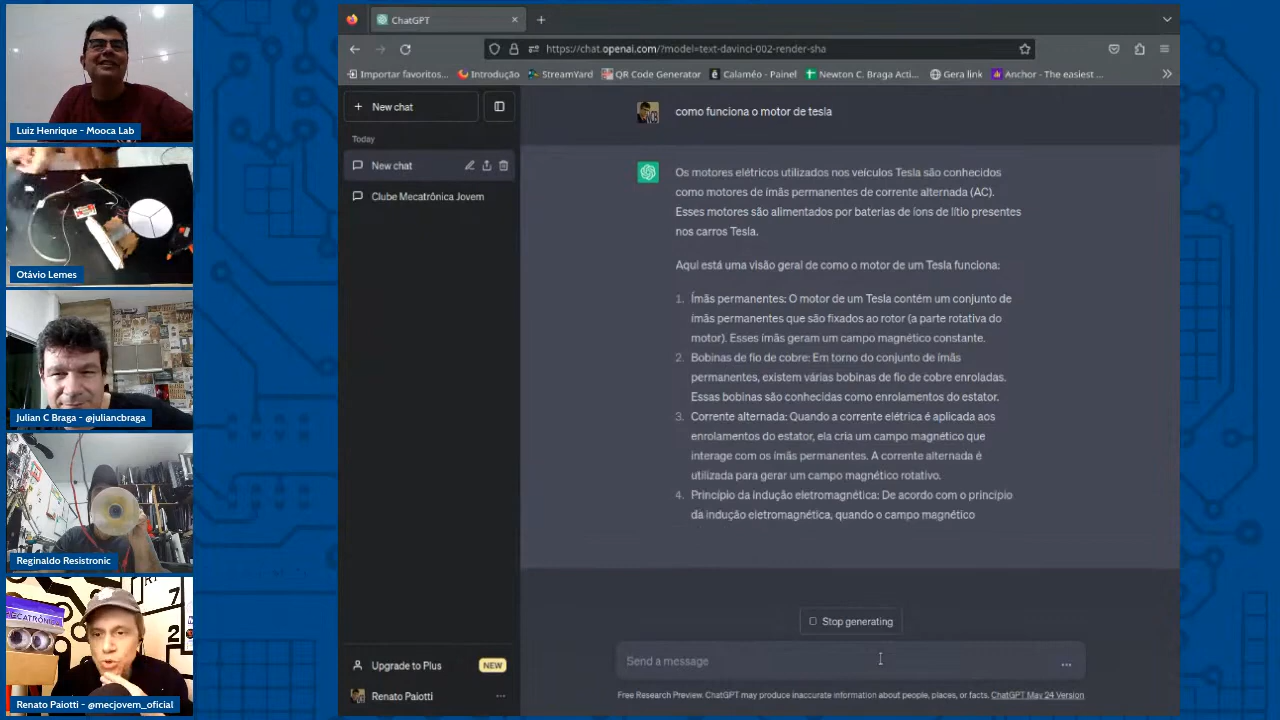 Luiz Henrique - Mooca Lab
Otávio Lemes
Julian C Braga - @juliancbraga
Reginaldo Resistronic
Renato Paiotti - @mecjovem_oficial
ChatGPT
https://chat.openai.com/?model=text-davinci-002-render-sha
Importar favoritos... Introdução StreamYard QR Code Generator Calaméo - Painel Newton C. Braga Acti... Gera link Anchor - The easiest ...
New chat
Today
New chat
Clube Mecatrônica Jovem
Upgrade to Plus NEW
Renato Paiotti
como funciona o motor de tesla
Os motores elétricos utilizados nos veículos Tesla são conhecidos
como motores de ímãs permanentes de corrente alternada (AC).
Esses motores são alimentados por baterias de íons de lítio presentes
nos carros Tesla.
Aqui está uma visão geral de como o motor de um Tesla funciona:
1. Ímãs permanentes: O motor de um Tesla contém um conjunto de
ímãs permanentes que são fixados ao rotor (a parte rotativa do
motor). Esses ímãs geram um campo magnético constante.
2. Bobinas de fio de cobre: Em torno do conjunto de ímãs
permanentes, existem várias bobinas de fio de cobre enroladas.
Essas bobinas são conhecidas como enrolamentos do estator.
3. Corrente alternada: Quando a corrente elétrica é aplicada aos
enrolamentos do estator, ela cria um campo magnético que
interage com os ímãs permanentes. A corrente alternada é
utilizada para gerar um campo magnético rotativo.
4. Princípio da indução eletromagnética: De acordo com o princípio
da indução eletromagnética, quando o campo magnético
Stop generating
Send a message
Free Research Preview. ChatGPT may produce inaccurate information about people, places, or facts. ChatGPT May 24 Version